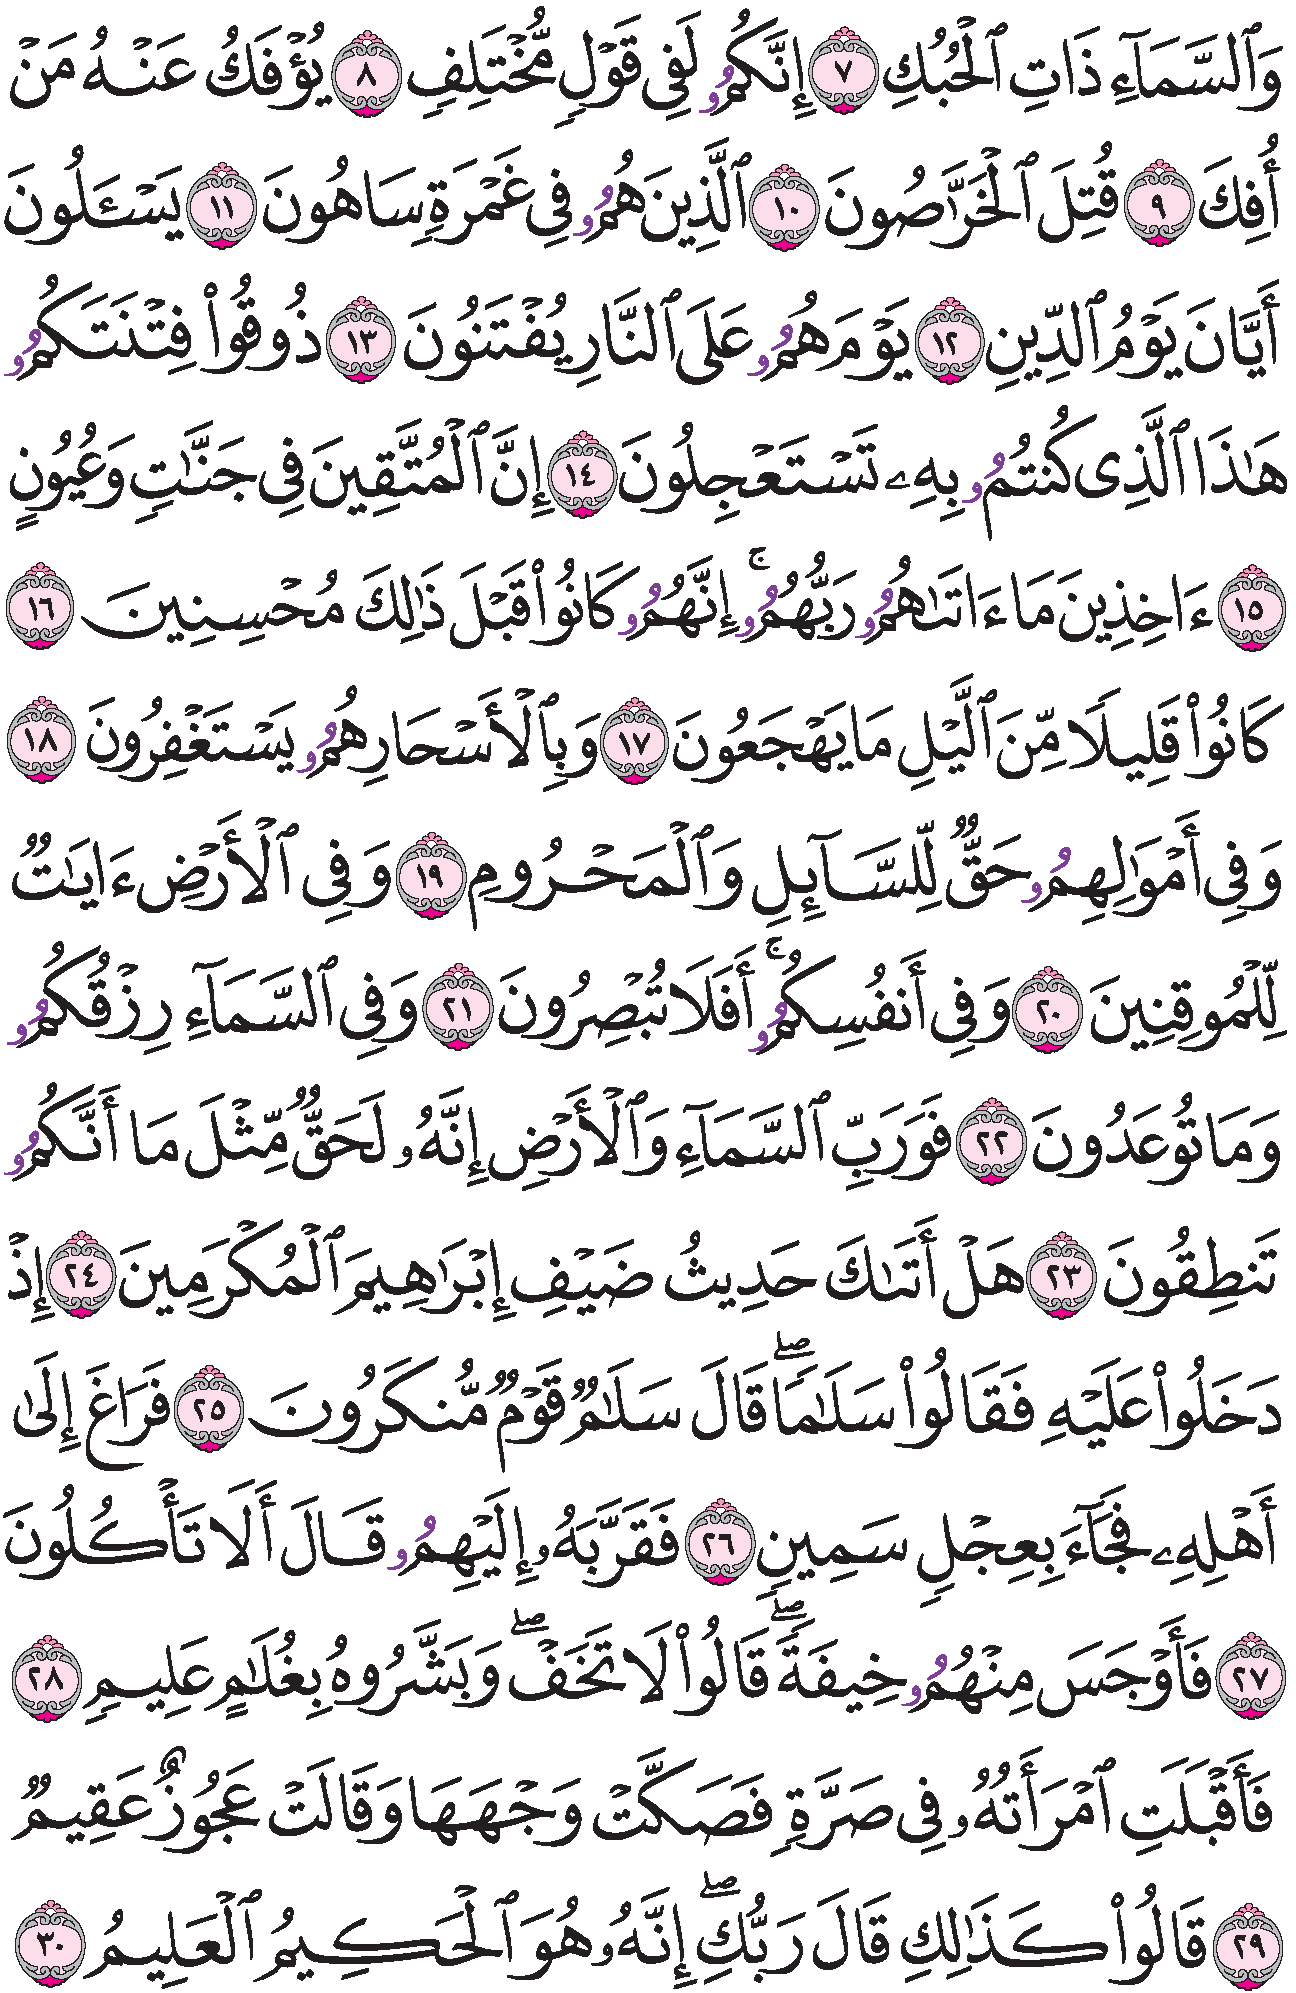 وَٱلسَّمَآءِ ذَاتِ ٱلْحُبُكِ ٧ إِنَّكُمُۥ لَفِى قَوْلٍ مُّخْتَلِفٍ ٨ يُؤْفَكُ عَنْهُ مَنْ
أُفِكَ ٩ قُتِلَ ٱلْخَرَّٰصُونَ ١٠ ٱلَّذِينَ هُمُۥ فِى غَمْرَةٍ سَاهُونَ ١١ يَسْـَٔلُونَ
أَيَّانَ يَوْمُ ٱلدِّينِ ١٢ يَوْمَ هُمُۥ عَلَى ٱلنَّارِ يُفْتَنُونَ ١٣ ذُوقُوا۟ فِتْنَتَكُمُۥ
هَٰذَا ٱلَّذِى كُنتُمُۥ بِهِۦ تَسْتَعْجِلُونَ ١٤ إِنَّ ٱلْمُتَّقِينَ فِى جَنَّٰتٍ وَعُيُونٍ
١٥ ءَاخِذِينَ مَا ءَاتَىٰهُمُۥ رَبُّهُمُۥ ۚ إِنَّهُمُۥ كَانُوا۟ قَبْلَ ذَٰلِكَ مُحْسِنِينَ ١٦
كَانُوا۟ قَلِيلًا مِّنَ ٱلَّيْلِ مَا يَهْجَعُونَ ١٧ وَبِٱلْأَسْحَارِ هُمُۥ يَسْتَغْفِرُونَ ١٨
وَفِى أَمْوَٰلِهِمُۥ حَقٌّ لِّلسَّآئِلِ وَٱلْمَحْرُومِ ١٩ وَفِى ٱلْأَرْضِ ءَايَٰتٌ
لِّلْمُوقِنِينَ ٢٠ وَفِى أَنفُسِكُمُۥ ۚ أَفَلَا تُبْصِرُونَ ٢١ وَفِى ٱلسَّمَآءِ رِزْقُكُمُۥ
وَمَا تُوعَدُونَ ٢٢ فَوَرَبِّ ٱلسَّمَآءِ وَٱلْأَرْضِ إِنَّهُۥ لَحَقٌّ مِّثْلَ مَا أَنَّكُمُۥ
تَنطِقُونَ ٢٣ هَلْ أَتَىٰكَ حَدِيثُ ضَيْفِ إِبْرَٰهِيمَ ٱلْمُكْرَمِينَ ٢٤ إِذْ
دَخَلُوا۟ عَلَيْهِ فَقَالُوا۟ سَلَٰمًا ۖ قَالَ سَلَٰمٌ قَوْمٌ مُّنكَرُونَ ٢٥ فَرَاغَ إِلَىٰ
أَهْلِهِۦ فَجَآءَ بِعِجْلٍ سَمِينٍ ٢٦ فَقَرَّبَهُۥ إِلَيْهِمُۥ قَالَ أَلَا تَأْكُلُونَ
٢٧ فَأَوْجَسَ مِنْهُمُۥ خِيفَةً ۖ قَالُوا۟ لَا تَخَفْ ۖ وَبَشَّرُوهُ بِغُلَٰمٍ عَلِيمٍ ٢٨
فَأَقْبَلَتِ ٱمْرَأَتُهُۥ فِى صَرَّةٍ فَصَكَّتْ وَجْهَهَا وَقَالَتْ عَجُوزٌ عَقِيمٌ
٢٩ قَالُوا۟ كَذَٰلِكِ قَالَ رَبُّكِ ۖ إِنَّهُۥ هُوَ ٱلْحَكِيمُ ٱلْعَلِيمُ ٣٠